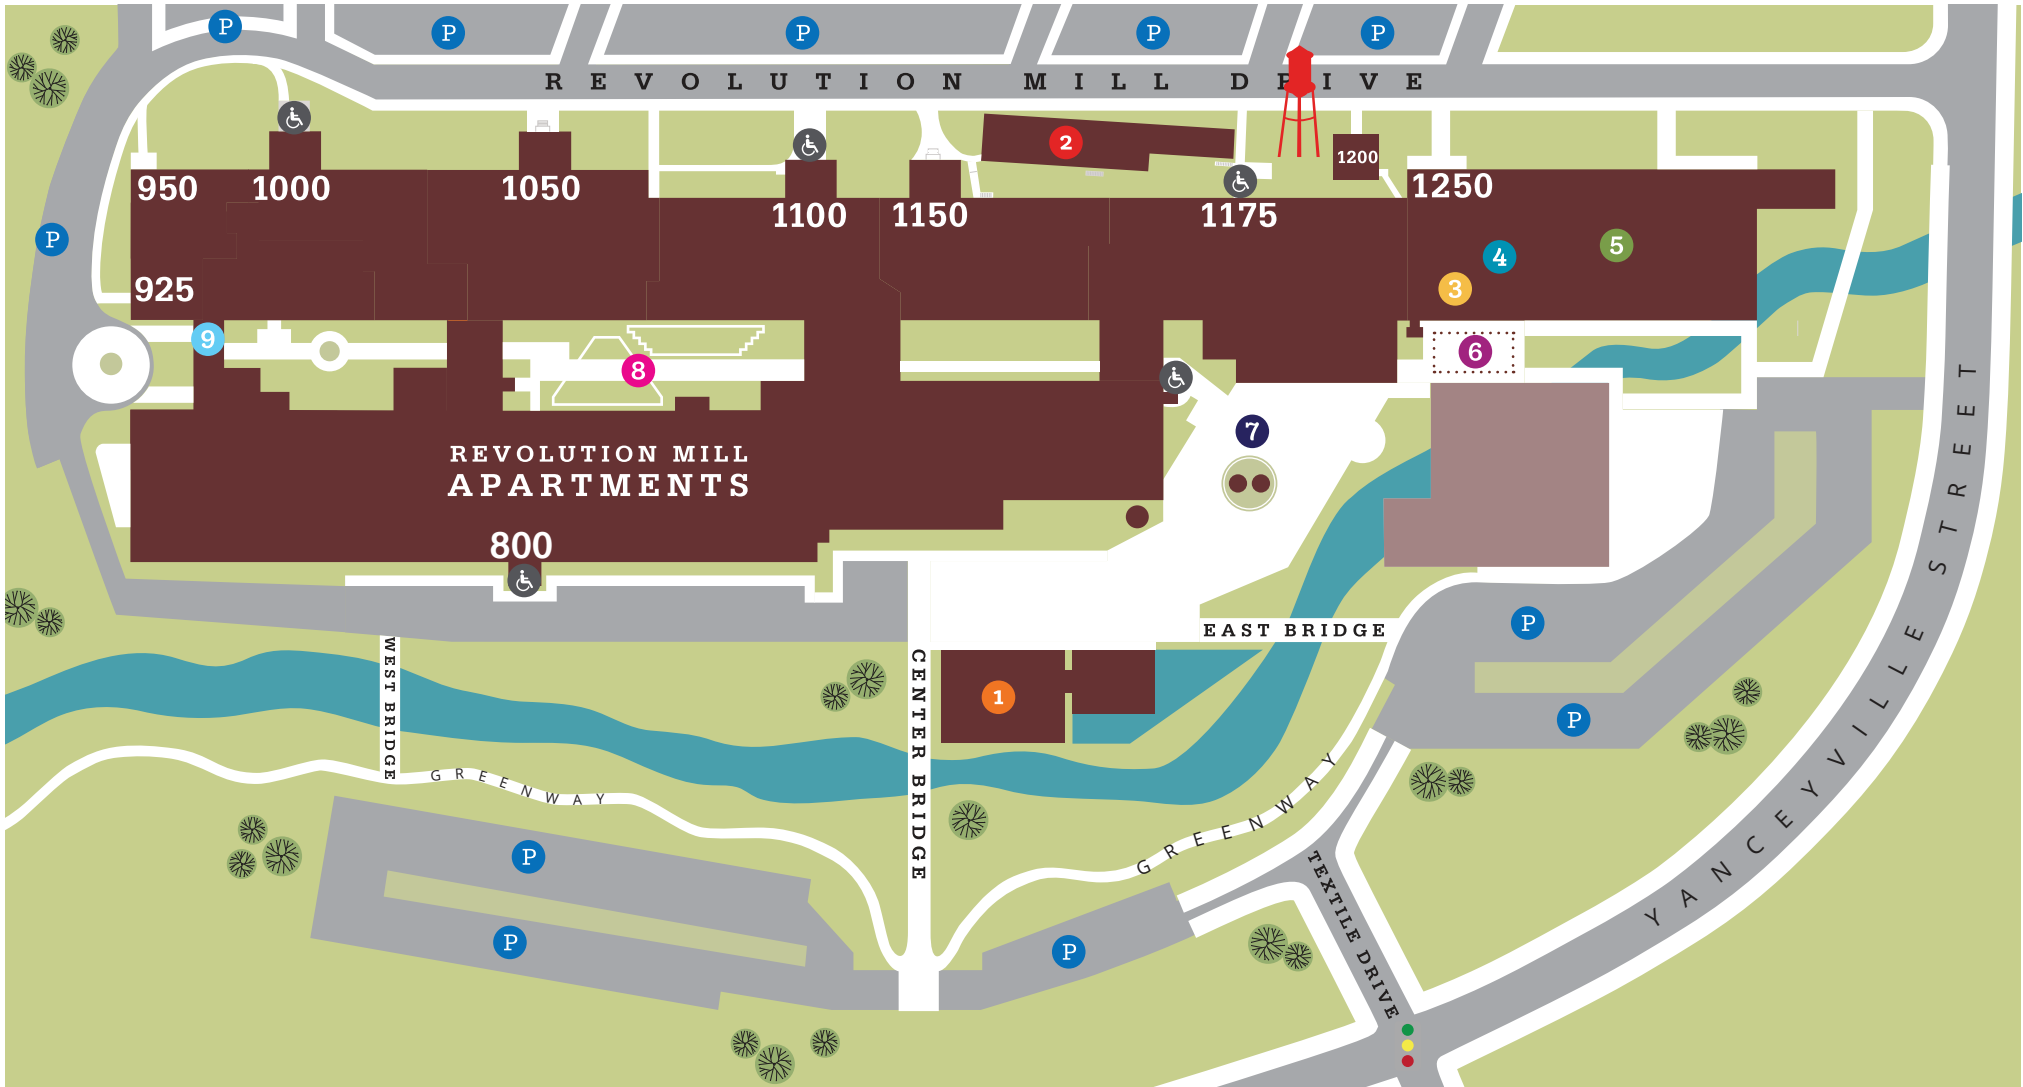 P
P
P
P
P
REVOLUTION MILL DRIVE
2
1200
950
1000
1050
1100
1150
1175
1250
P
5
4
3
925
9
8
6
7
REVOLUTION MILL
APARTMENTS
800
EAST BRIDGE
P
WEST BRIDGE
CENTER BRIDGE
1
P
GREENWAY
GREENWAY
YANCEYVILLE STREET
P
P
P
TEXTILE DRIVE